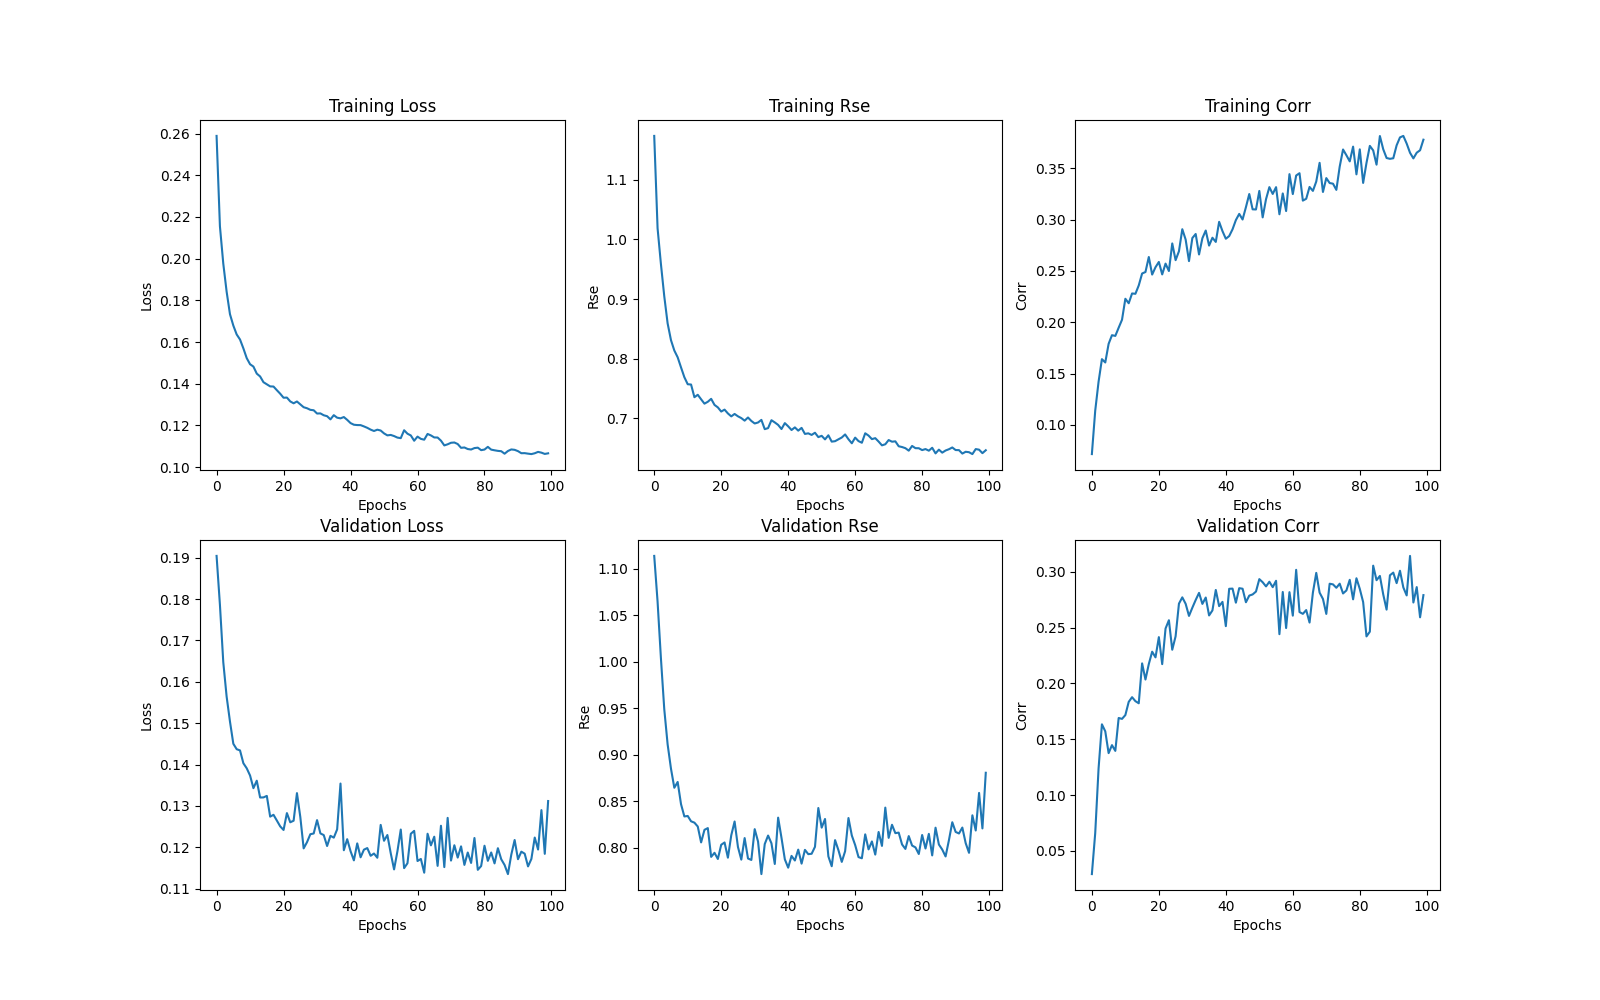 Training Loss
Loss
0.26
0.24
0.22
0.20
0.18
0.16
0.14
0.12
0.10
0 20 40 60 80 100
Epochs
Training Rse
Rse
1.1
1.0
0.9
0.8
0.7
0 20 40 60 80 100
Epochs
Training Corr
Corr
0.35
0.30
0.25
0.20
0.15
0.10
0 20 40 60 80 100
Epochs
Validation Loss
Loss
0.19
0.18
0.17
0.16
0.15
0.14
0.13
0.12
0.11
0 20 40 60 80 100
Epochs
Validation Rse
Rse
1.10
1.05
1.00
0.95
0.90
0.85
0.80
0 20 40 60 80 100
Epochs
Validation Corr
Corr
0.30
0.25
0.20
0.15
0.10
0.05
0 20 40 60 80 100
Epochs